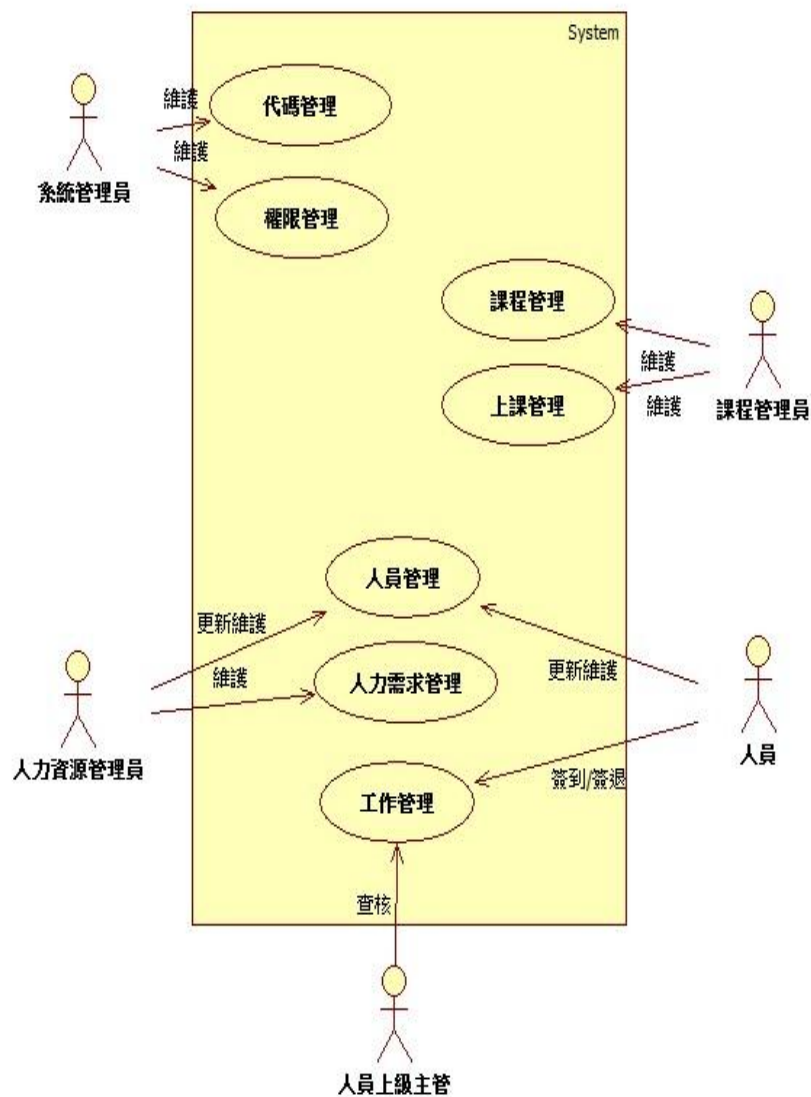 System
維護
代碼管理
維護
系統管理員
權限管理
課程管理
維護
上課管理
維護
課程管理員
人員管理
更新維護
更新維護
人力需求管理
維護
人力資源管理員
人員
簽到/簽退
工作管理
查核
人員上級主管